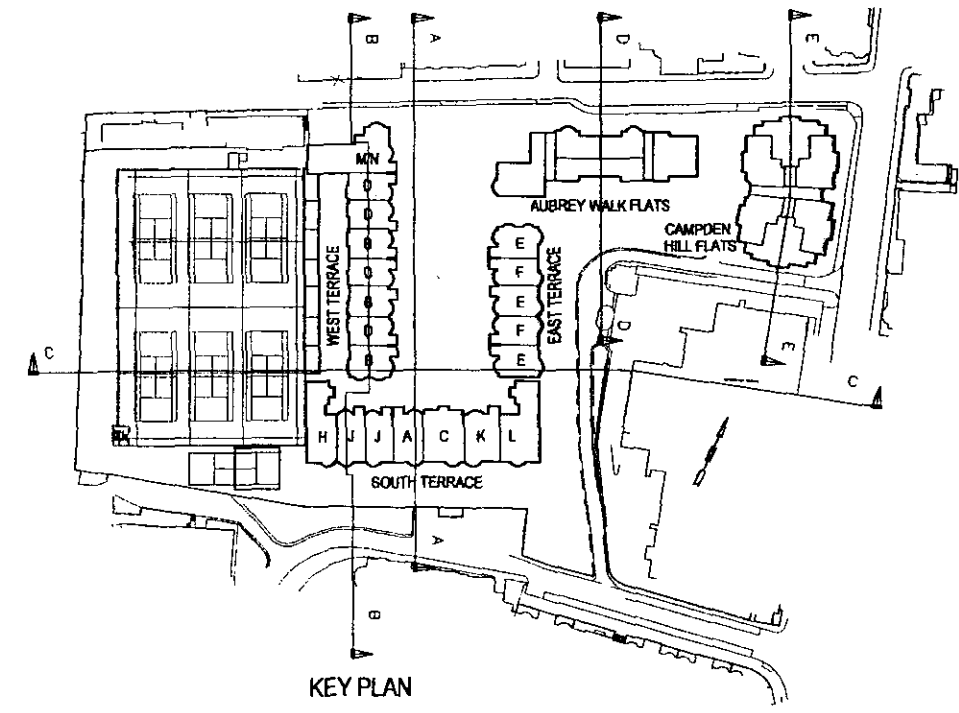 B
A
D
E
M/N
D
D
B
D
B
D
B
WEST TERRACE
AUBREY WALK FLATS
CAMPDEN
HILL FLATS
E
F
E
F
E
EAST TERRACE
D
E
C
C
H
J
J
A
C
K
L
SOUTH TERRACE
A
B
KEY PLAN